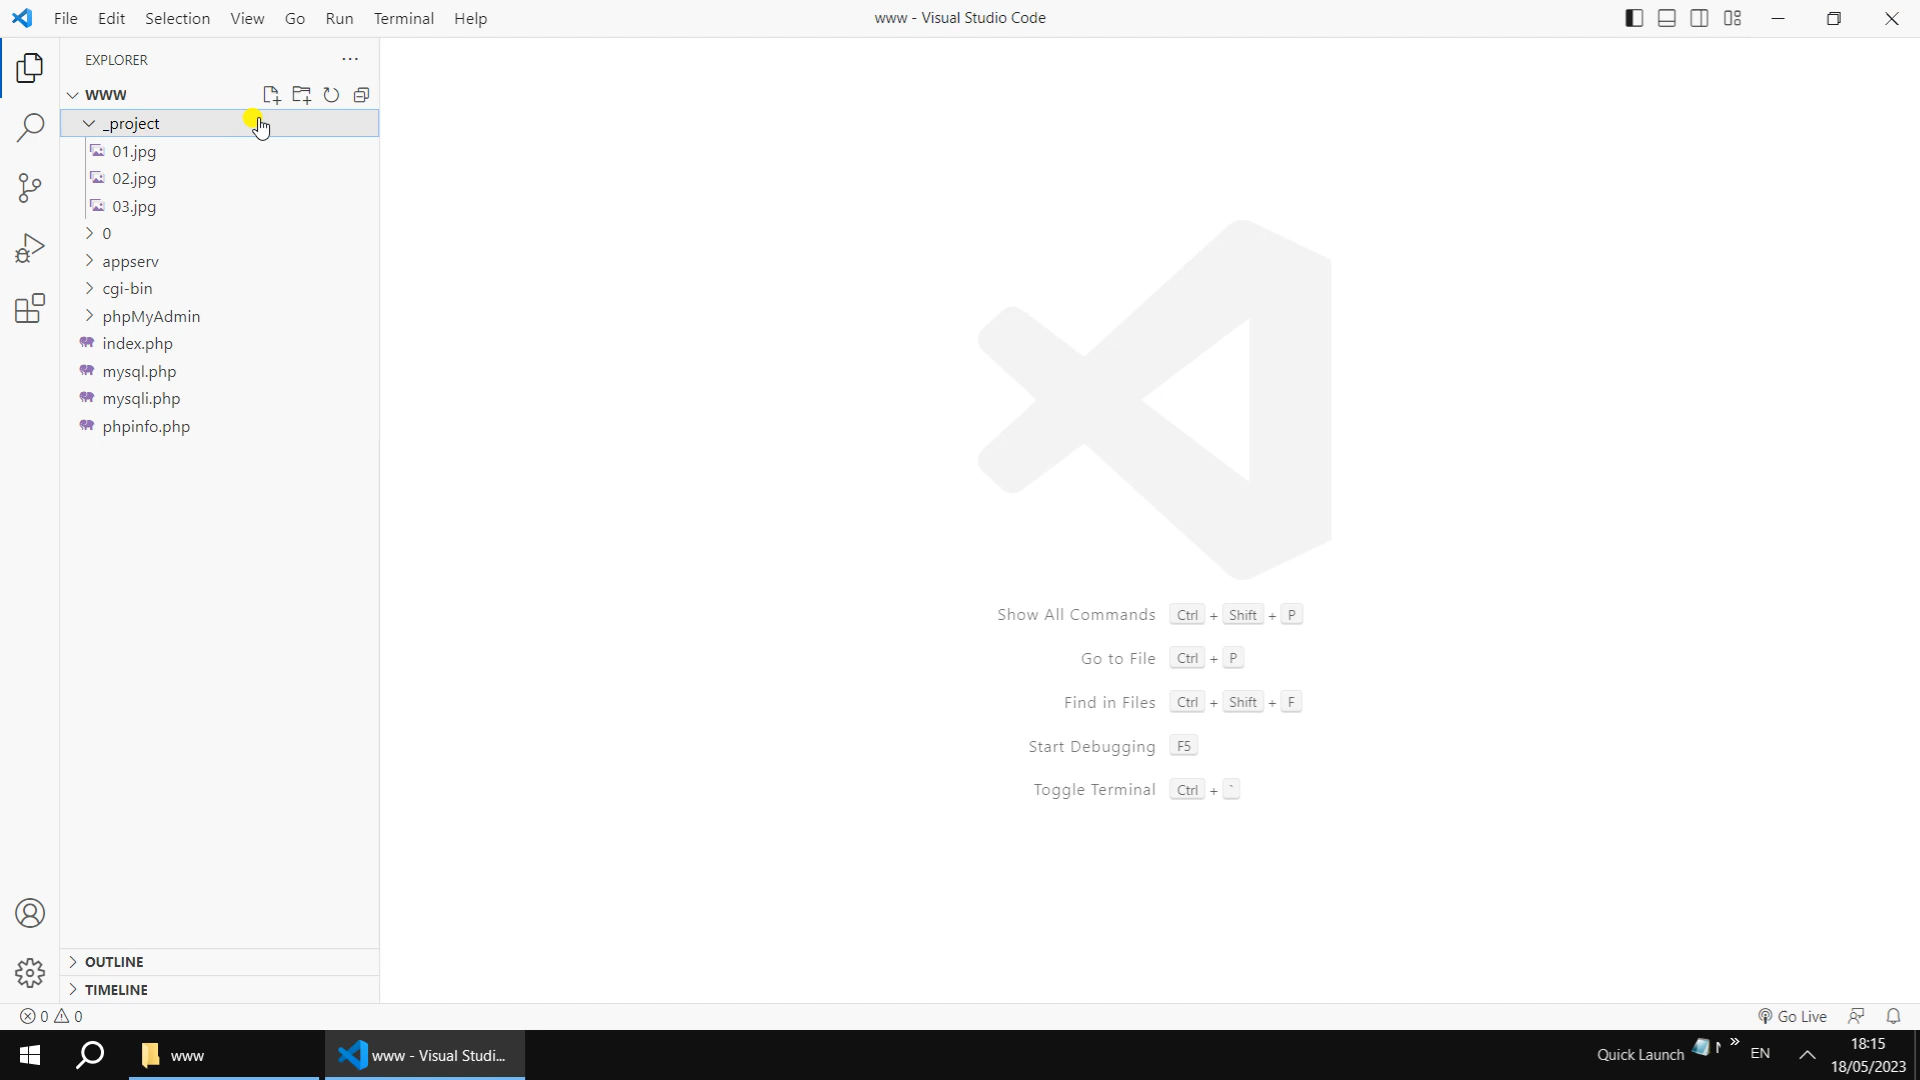 File Edit Selection View Go Run Terminal Help
www - Visual Studio Code
EXPLORER
WWW
_project
01.jpg
02.jpg
03.jpg
0
appserv
cgi-bin
phpMyAdmin
index.php
mysql.php
mysqli.php
phpinfo.php
Show All Commands Ctrl + Shift + P
Go to File Ctrl + P
Find in Files Ctrl + Shift + F
Start Debugging F5
Toggle Terminal Ctrl + `
OUTLINE
TIMELINE
0 0
Go Live
www
www - Visual Studi...
Quick Launch
EN
18:15
18/05/2023